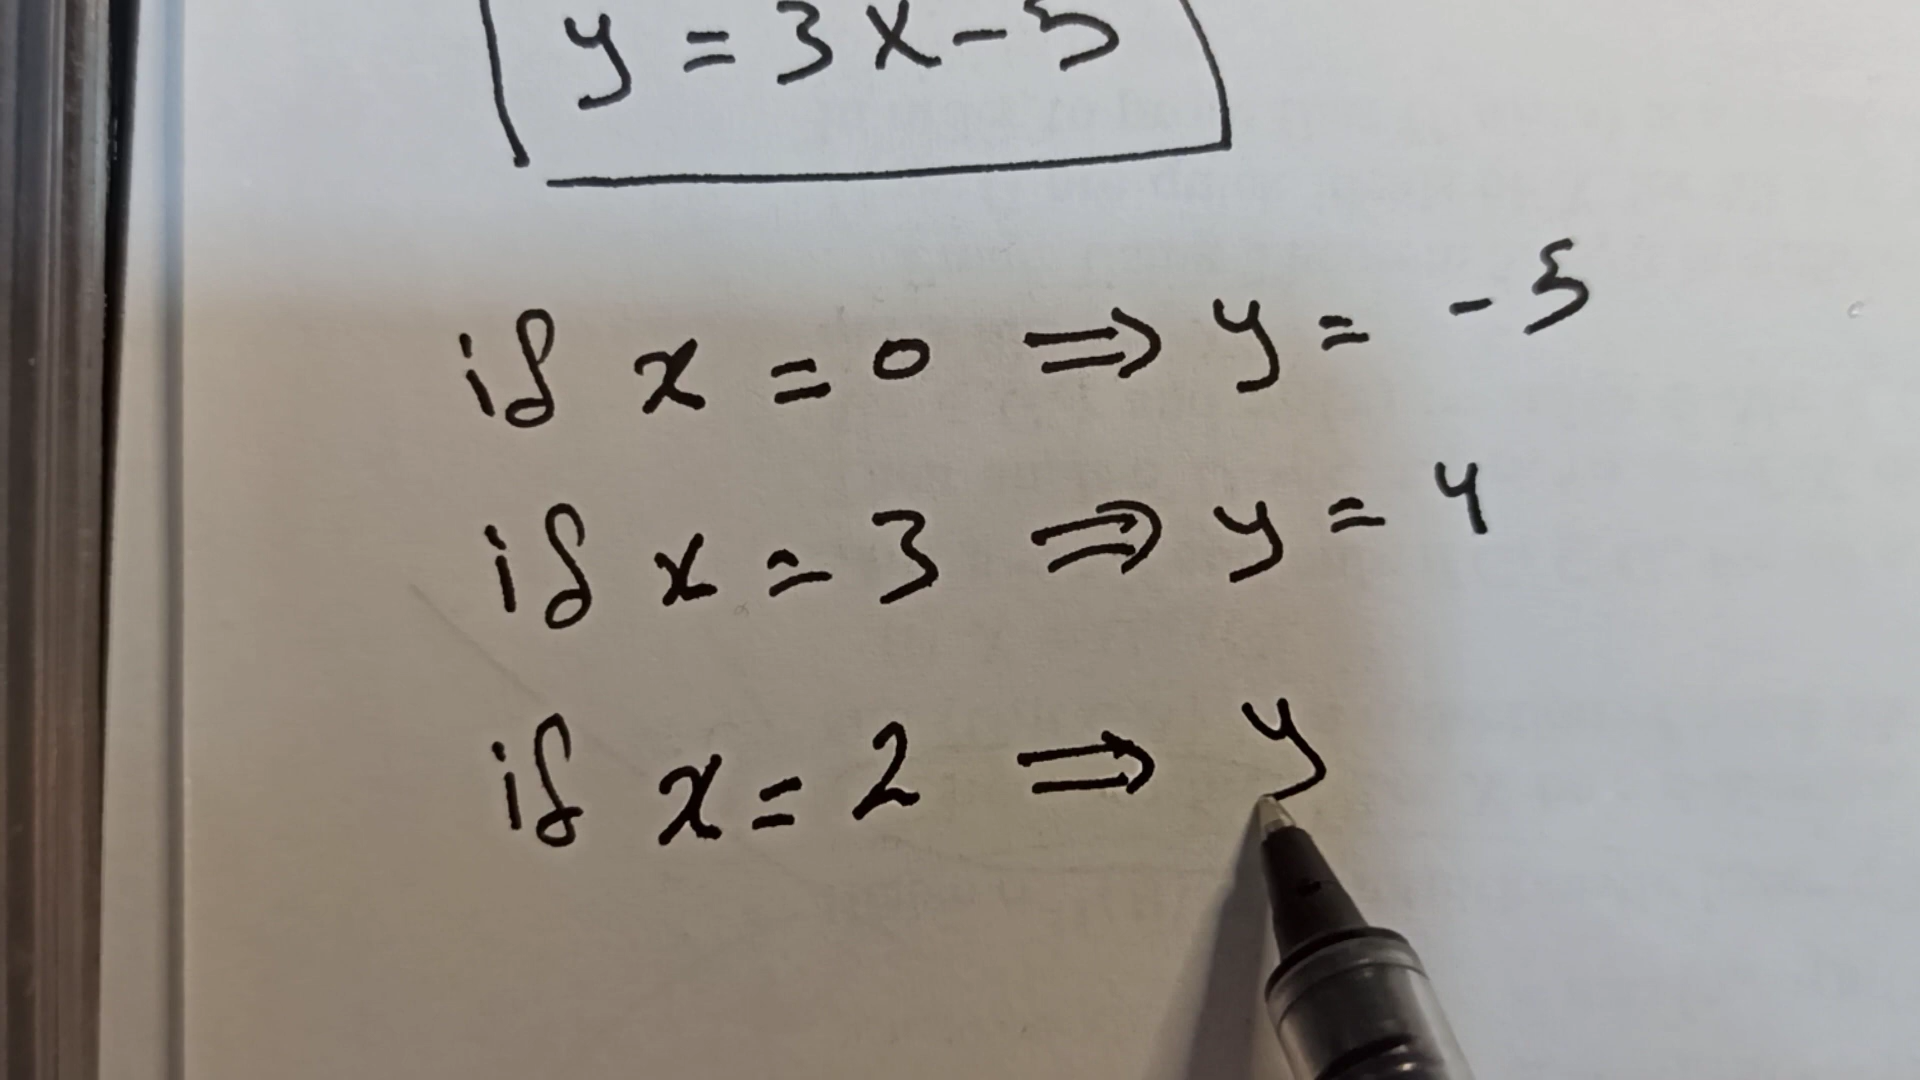 y = 3x - 5
if x = 0 ⇒ y = -5
if x = 3 ⇒ y = 4
if x = 2 ⇒ y